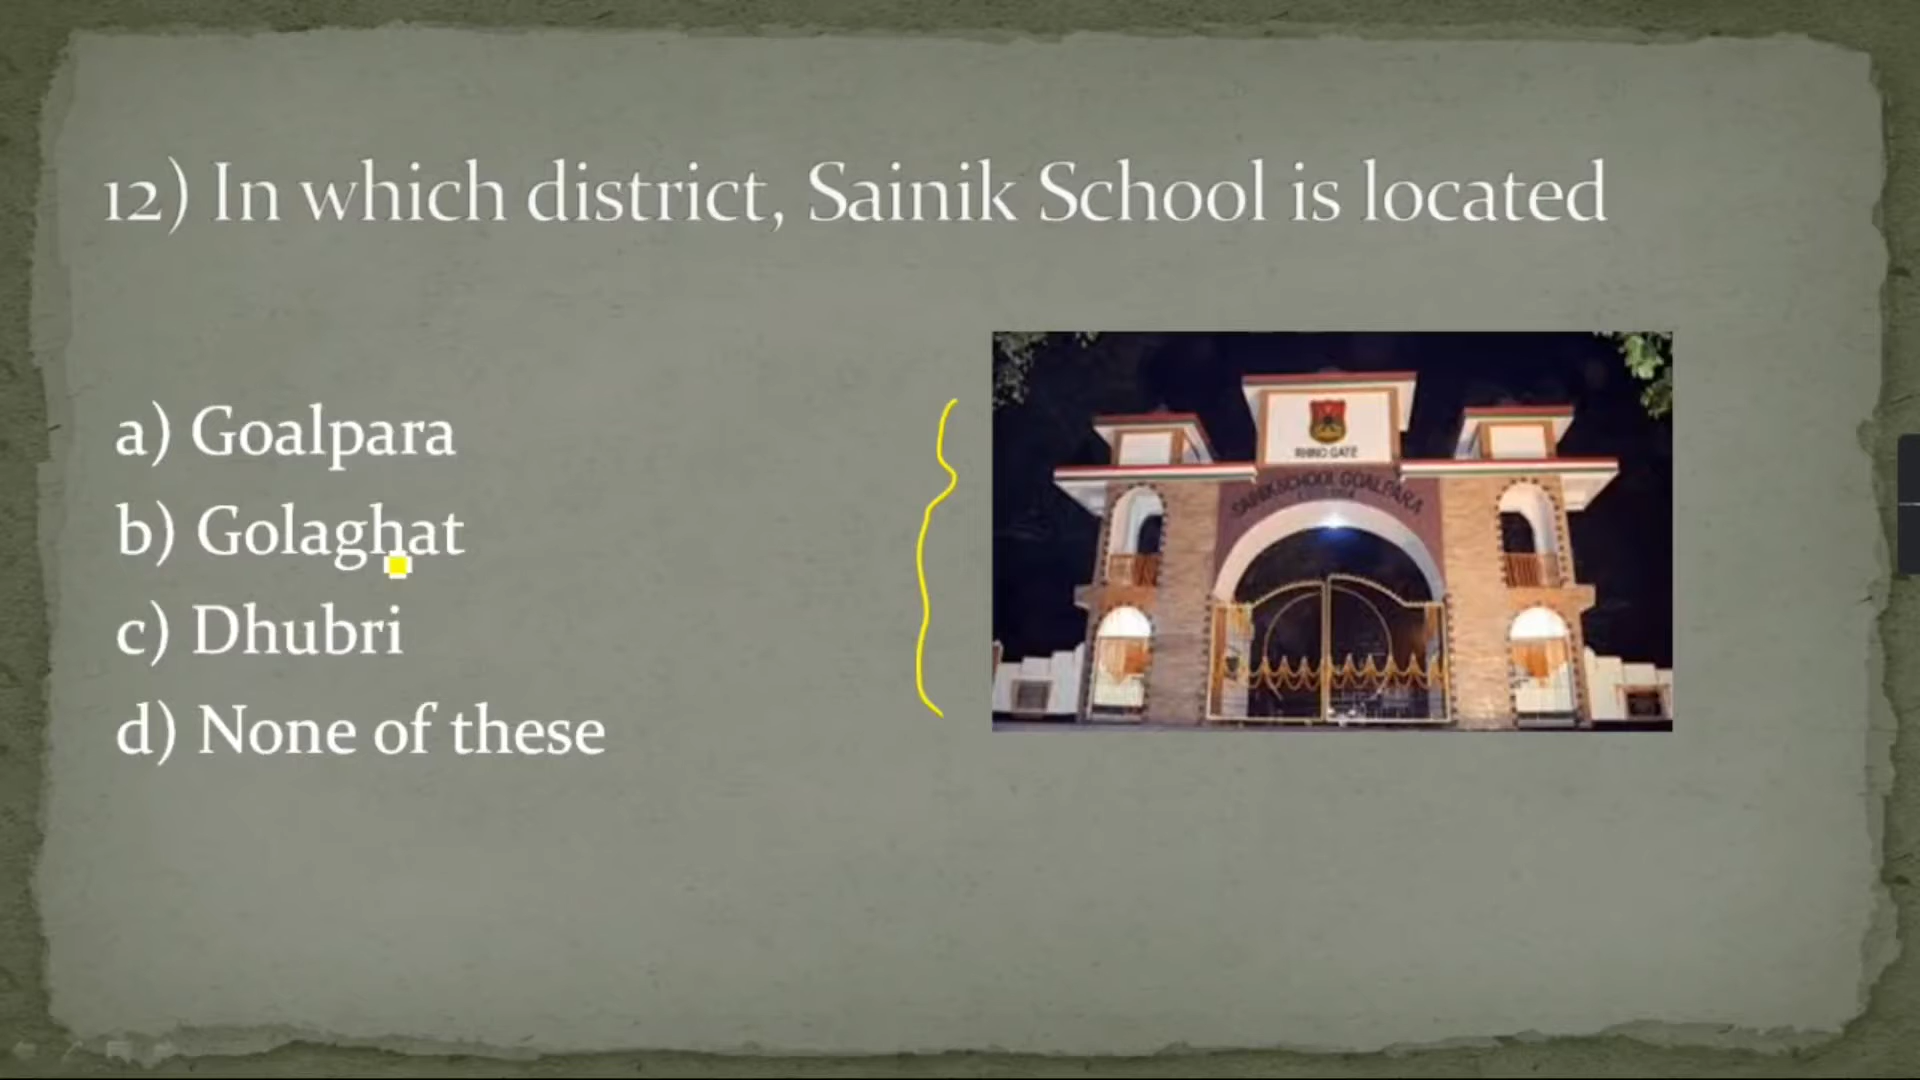 12) In which district, Sainik School is located
a) Goalpara
b) Golaghat
c) Dhubri
d) None of these
RHINO GATE
SAINIK SCHOOL GOALPARA